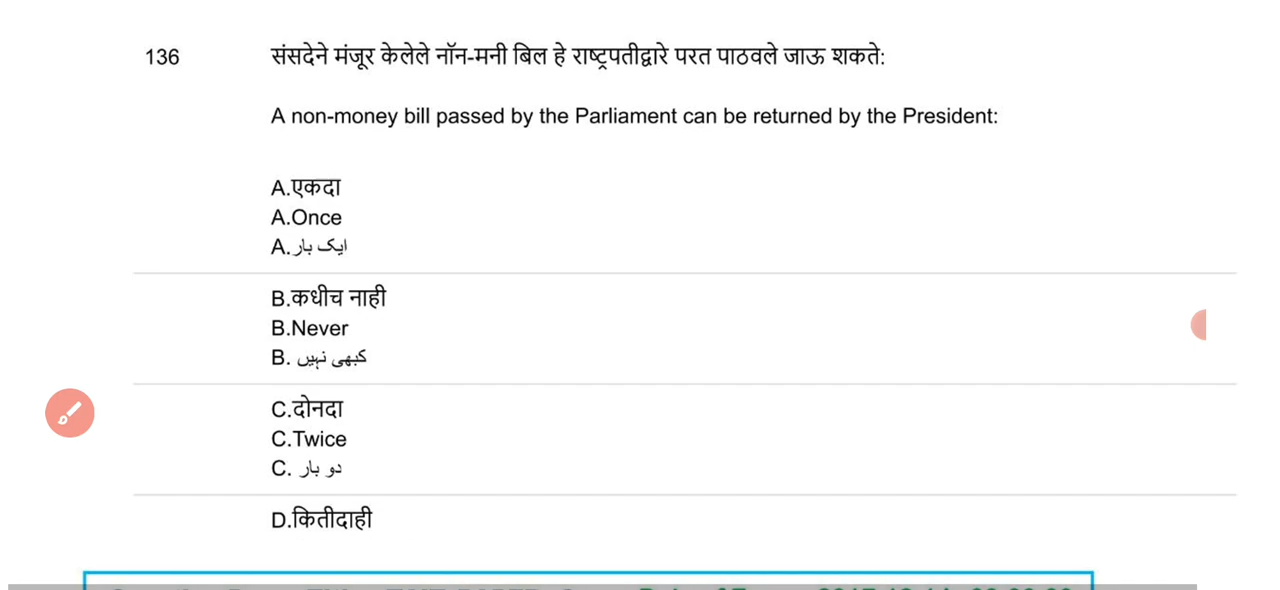 136
संसदेने मंजूर केलेले नॉन-मनी बिल हे राष्ट्रपतीद्वारे परत पाठवले जाऊ शकते:
A non-money bill passed by the Parliament can be returned by the President:
A.एकदा
A.Once
A. ایک بار
B.कधीच नाही
B.Never
B. کبھی نہیں
C.दोनदा
C.Twice
C. دو بار
D.कितीदाही